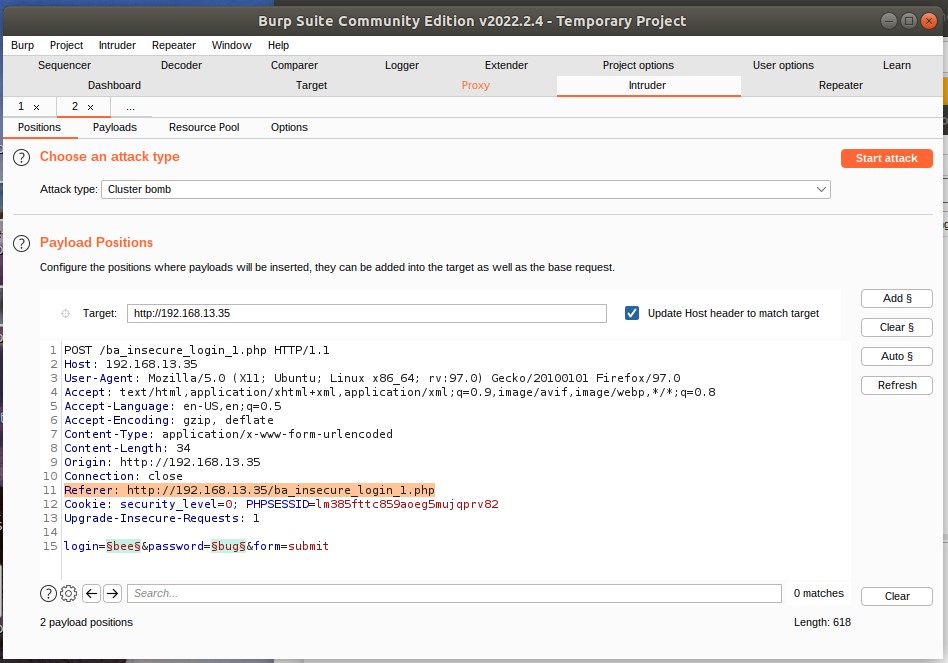 Burp Suite Community Edition v2022.2.4 - Temporary Project
Burp Project Intruder Repeater Window Help
Sequencer Decoder Comparer Logger Extender Project options User options Learn
Dashboard Target Proxy Intruder Repeater
1 × 2 × ...
Positions Payloads Resource Pool Options
? Choose an attack type
Start attack
Attack type: Cluster bomb
? Payload Positions
Configure the positions where payloads will be inserted, they can be added into the target as well as the base request.
Target: http://192.168.13.35 Update Host header to match target
Add §
Clear §
Auto §
Refresh
1 POST /ba_insecure_login_1.php HTTP/1.1
2 Host: 192.168.13.35
3 User-Agent: Mozilla/5.0 (X11; Ubuntu; Linux x86_64; rv:97.0) Gecko/20100101 Firefox/97.0
4 Accept: text/html,application/xhtml+xml,application/xml;q=0.9,image/avif,image/webp,*/*;q=0.8
5 Accept-Language: en-US,en;q=0.5
6 Accept-Encoding: gzip, deflate
7 Content-Type: application/x-www-form-urlencoded
8 Content-Length: 34
9 Origin: http://192.168.13.35
10 Connection: close
11 Referer: http://192.168.13.35/ba_insecure_login_1.php
12 Cookie: security_level=0; PHPSESSID=lm385fttc859aoeg5mujqprv82
13 Upgrade-Insecure-Requests: 1
14
15 login=§bee§&password=§bug§&form=submit
? Search... 0 matches Clear
2 payload positions Length: 618